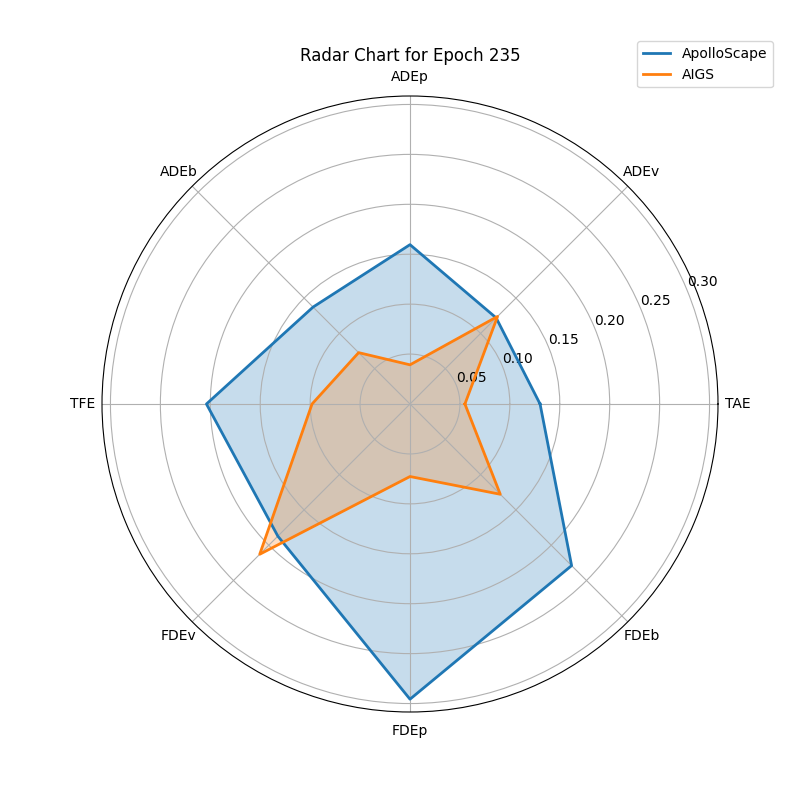 Radar Chart for Epoch 235
ApolloScape
AIGS
ADEp
ADEb
ADEv
0.30
0.25
0.20
0.15
0.10
0.05
TFE
TAE
FDEv
FDEb
FDEp